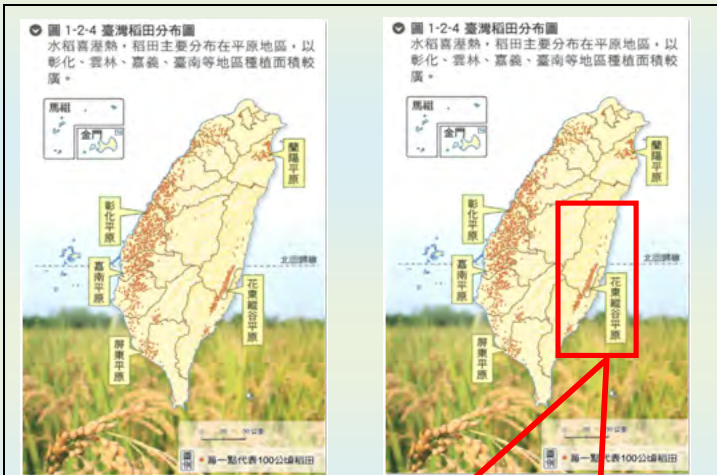 圖 1-2-4 臺灣稻田分布圖
水稻喜溼熱，稻田主要分布在平原地區，以
彰化、雲林、嘉義、臺南等地區種植面積較
廣。
馬祖
金門
蘭陽平原
彰化平原
北回歸線
嘉南平原
花東縱谷平原
屏東平原
圖例
每一點代表100公頃稻田
圖 1-2-4 臺灣稻田分布圖
水稻喜溼熱，稻田主要分布在平原地區，以
彰化、雲林、嘉義、臺南等地區種植面積較
廣。
馬祖
金門
蘭陽平原
彰化平原
北回歸線
嘉南平原
花東縱谷平原
屏東平原
圖例
每一點代表100公頃稻田